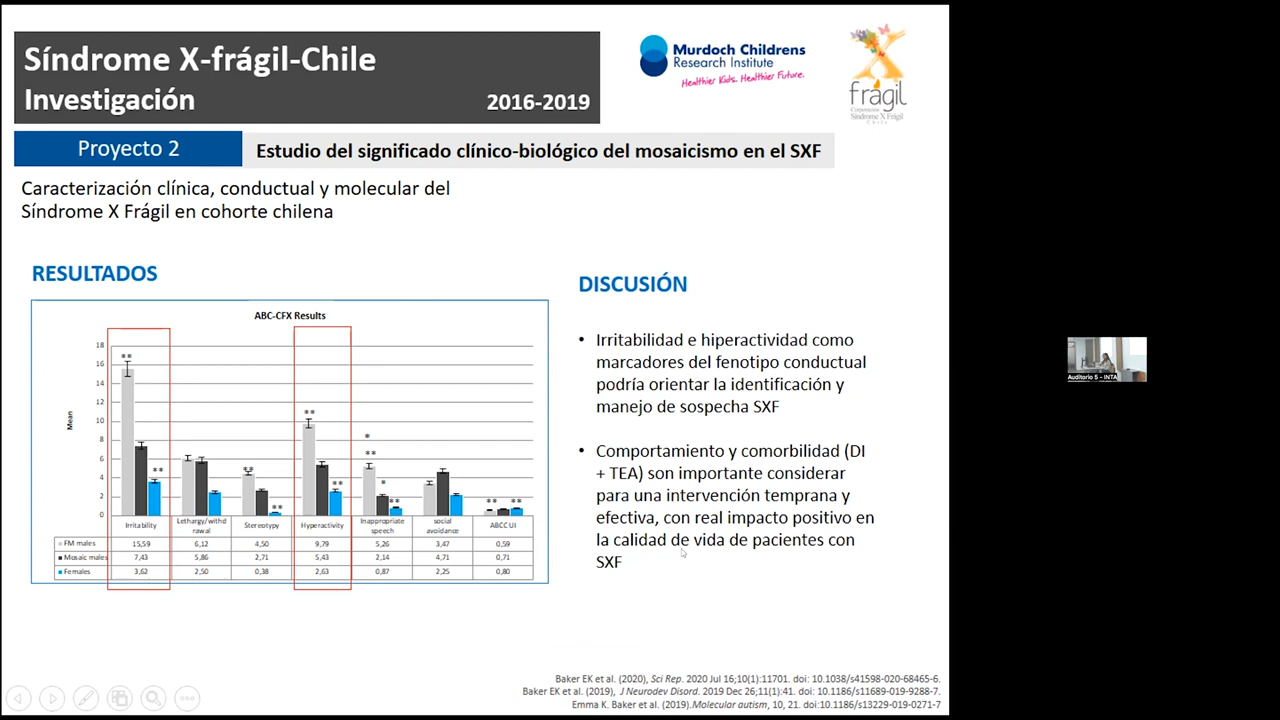 Síndrome X-frágil-Chile
Investigación
2016-2019
Murdoch Childrens
Research Institute
Healthier Kids. Healthier Future.
frágil
Corporación
Síndrome X Frágil
Chile
Proyecto 2
Estudio del significado clínico-biológico del mosaicismo en el SXF
Caracterización clínica, conductual y molecular del
Síndrome X Frágil en cohorte chilena
RESULTADOS
ABC-CFX Results
Mean
18
16
14
12
10
8
6
4
2
0
** ** ** ** ** ** * ** * ** ** **
Irritability Lethargy/withd rawal Stereotypy Hyperactivity Inappropriate speech social avoidance ABCC UI
FM males 15,59 6,12 4,50 9,79 5,26 3,47 0,59
Mosaic males 7,43 5,86 2,71 5,43 2,14 4,71 0,71
Females 3,62 2,50 0,38 2,63 0,87 2,25 0,80
DISCUSIÓN
• Irritabilidad e hiperactividad como
marcadores del fenotipo conductual
podría orientar la identificación y
manejo de sospecha SXF
• Comportamiento y comorbilidad (DI
+ TEA) son importante considerar
para una intervención temprana y
efectiva, con real impacto positivo en
la calidad de vida de pacientes con
SXF
Baker EK et al. (2020), Sci Rep. 2020 Jul 16;10(1):11701. doi: 10.1038/s41598-020-68465-6.
Baker EK et al. (2019), J Neurodev Disord. 2019 Dec 26;11(1):41. doi: 10.1186/s11689-019-9288-7.
Emma K. Baker et al. (2019).Molecular autism, 10, 21. doi:10.1186/s13229-019-0271-7
Auditorio 5 - INTA